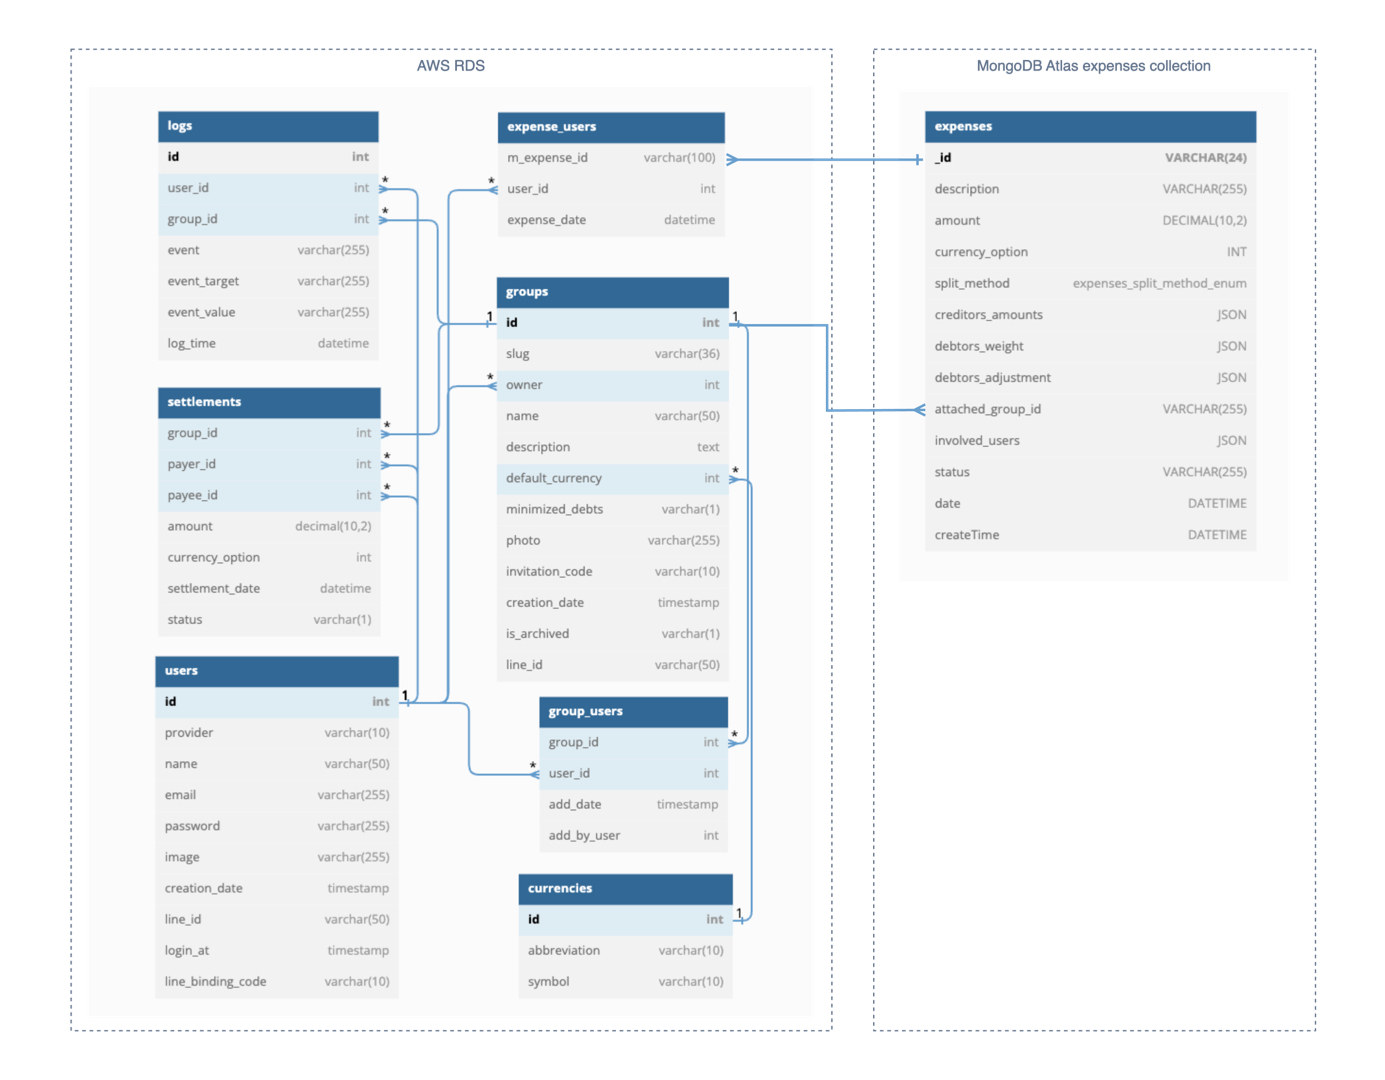 AWS RDS
logs
id int
user_id int *
group_id int *
event varchar(255)
event_target varchar(255)
event_value varchar(255)
log_time datetime
settlements
group_id int *
payer_id int *
payee_id int *
amount decimal(10,2)
currency_option int
settlement_date datetime
status varchar(1)
users
id int 1
provider varchar(10)
name varchar(50)
email varchar(255)
password varchar(255)
image varchar(255)
creation_date timestamp
line_id varchar(50)
login_at timestamp
line_binding_code varchar(10)
expense_users
m_expense_id varchar(100)
* user_id int
expense_date datetime
groups
1 id int 1
slug varchar(36)
* owner int
name varchar(50)
description text
default_currency int *
minimized_debts varchar(1)
photo varchar(255)
invitation_code varchar(10)
creation_date timestamp
is_archived varchar(1)
line_id varchar(50)
group_users
group_id int *
* user_id int
add_date timestamp
add_by_user int
currencies
id int 1
abbreviation varchar(10)
symbol varchar(10)
MongoDB Atlas expenses collection
expenses
_id VARCHAR(24)
description VARCHAR(255)
amount DECIMAL(10,2)
currency_option INT
split_method expenses_split_method_enum
creditors_amounts JSON
debtors_weight JSON
debtors_adjustment JSON
attached_group_id VARCHAR(255)
involved_users JSON
status VARCHAR(255)
date DATETIME
createTime DATETIME